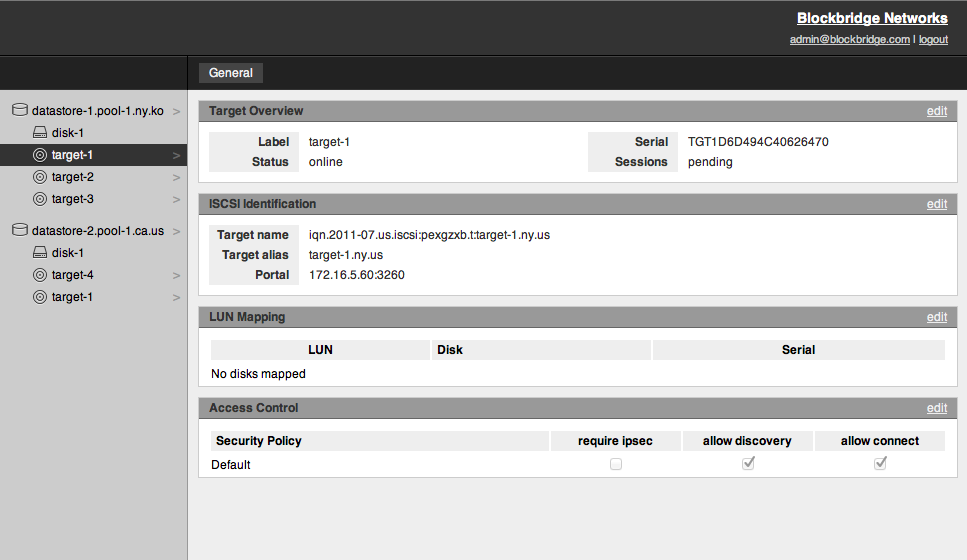 Blockbridge Networks
admin@blockbridge.com | logout
General
datastore-1.pool-1.ny.ko >
disk-1
target-1 >
target-2 >
target-3 >
datastore-2.pool-1.ca.us >
disk-1
target-4 >
target-1 >
Target Overview edit
Label target-1 Serial TGT1D6D494C40626470
Status online Sessions pending
ISCSI Identification edit
Target name iqn.2011-07.us.iscsi:pexgzxb.t:target-1.ny.us
Target alias target-1.ny.us
Portal 172.16.5.60:3260
LUN Mapping edit
LUN Disk Serial
No disks mapped
Access Control edit
Security Policy require ipsec allow discovery allow connect
Default